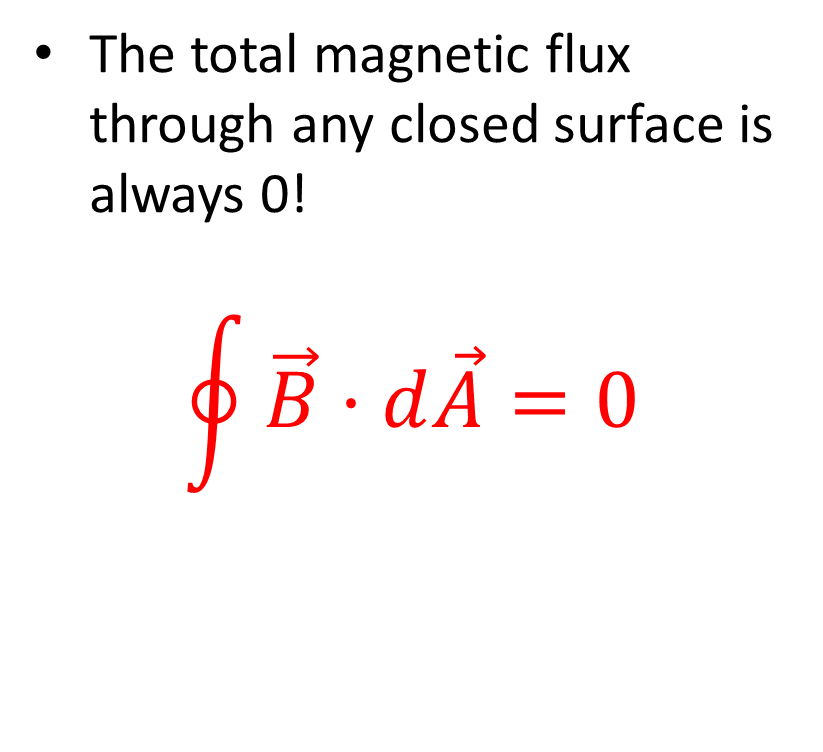 • The total magnetic flux
through any closed surface is
always 0!
∮ B⃗ · dA⃗ = 0